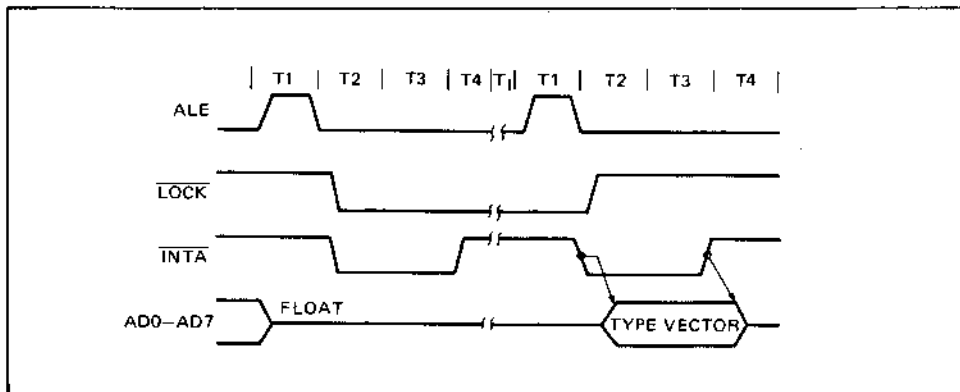 T1 T2 T3 T4 TI T1 T2 T3 T4
ALE
LOCK
INTA
FLOAT
AD0–AD7 TYPE VECTOR